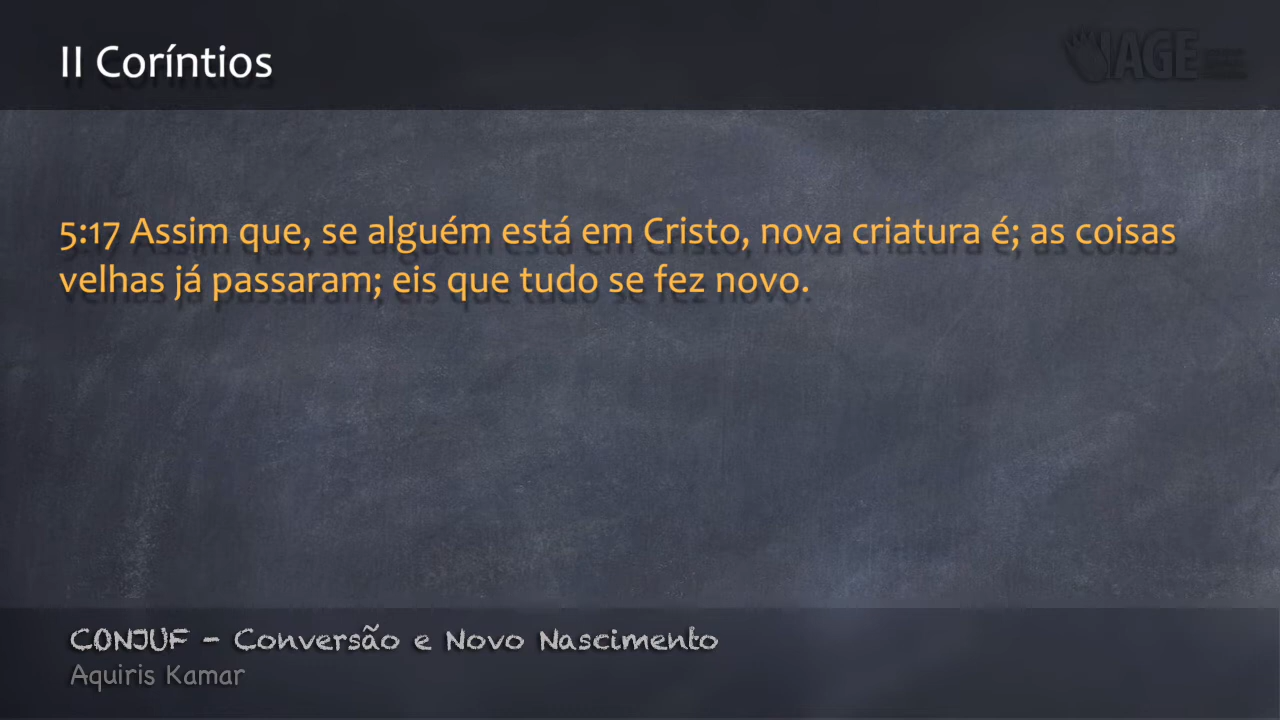 II Coríntios
IAGE
5:17 Assim que, se alguém está em Cristo, nova criatura é; as coisas
velhas já passaram; eis que tudo se fez novo.
CONJUF - Conversão e Novo Nascimento
Aquiris Kamar